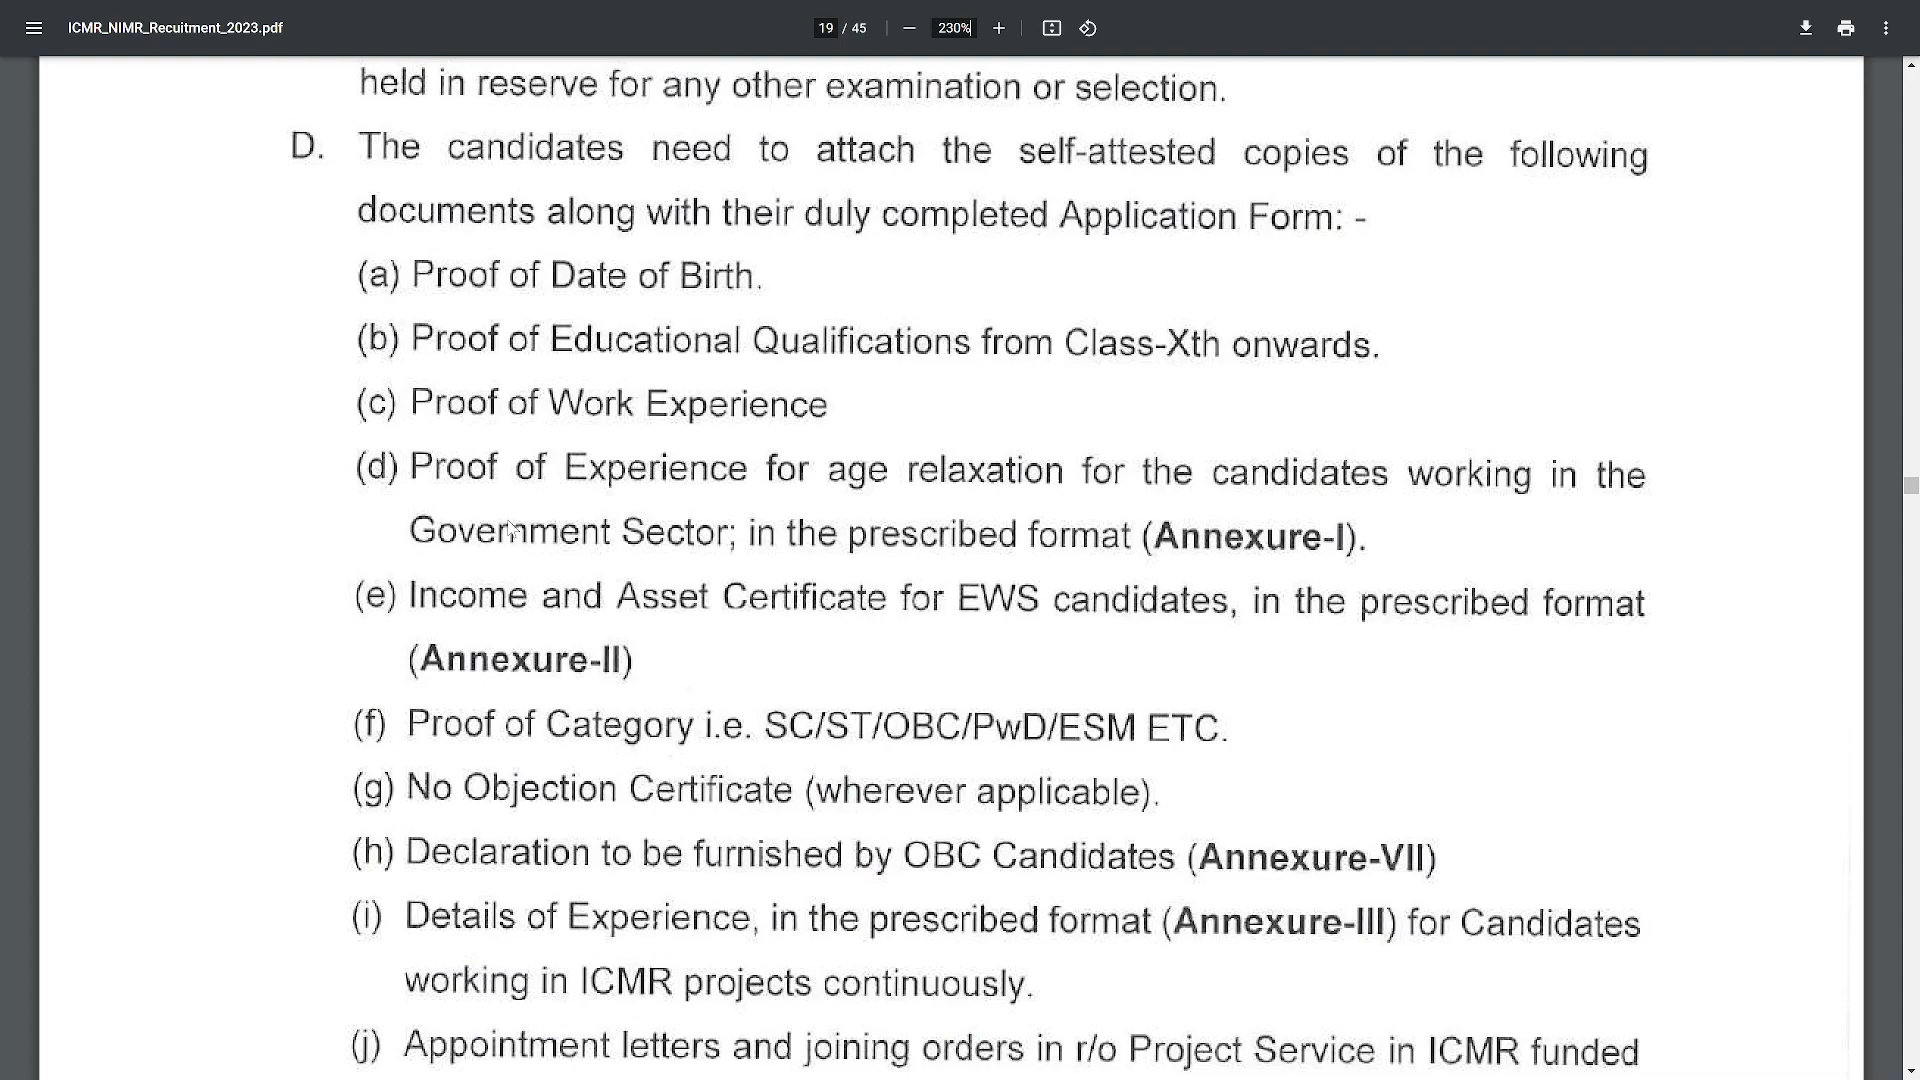 ICMR_NIMR_Recuitment_2023.pdf
19 / 45
230%
held in reserve for any other examination or selection.
D. The candidates need to attach the self-attested copies of the following
documents along with their duly completed Application Form: -
(a) Proof of Date of Birth.
(b) Proof of Educational Qualifications from Class-Xth onwards.
(c) Proof of Work Experience
(d) Proof of Experience for age relaxation for the candidates working in the
Government Sector; in the prescribed format (Annexure-I).
(e) Income and Asset Certificate for EWS candidates, in the prescribed format
(Annexure-II)
(f) Proof of Category i.e. SC/ST/OBC/PwD/ESM ETC.
(g) No Objection Certificate (wherever applicable).
(h) Declaration to be furnished by OBC Candidates (Annexure-VII)
(i) Details of Experience, in the prescribed format (Annexure-III) for Candidates
working in ICMR projects continuously.
(j) Appointment letters and joining orders in r/o Project Service in ICMR funded